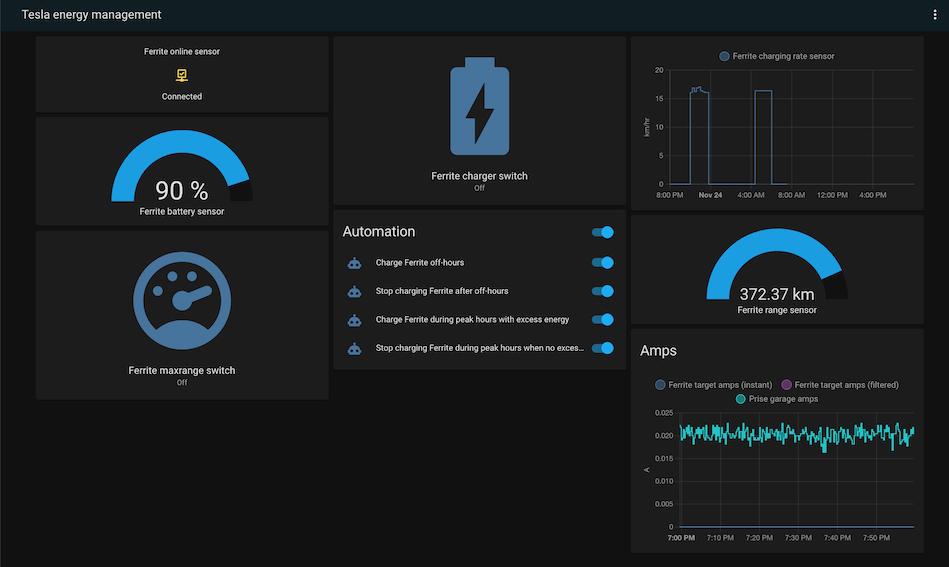 Tesla energy management
Ferrite online sensor
Connected
90 %
Ferrite battery sensor
Ferrite maxrange switch
Off
Ferrite charger switch
Off
Automation
Charge Ferrite off-hours
Stop charging Ferrite after off-hours
Charge Ferrite during peak hours with excess energy
Stop charging Ferrite during peak hours when no exces...
Ferrite charging rate sensor
20
15
10
5
0
km/hr
8:00 PM Nov 24 4:00 AM 8:00 AM 12:00 PM 4:00 PM
372.37 km
Ferrite range sensor
Amps
Ferrite target amps (instant) Ferrite target amps (filtered)
Prise garage amps
0.025
0.020
0.015
0.010
0.005
0
A
7:00 PM 7:10 PM 7:20 PM 7:30 PM 7:40 PM 7:50 PM